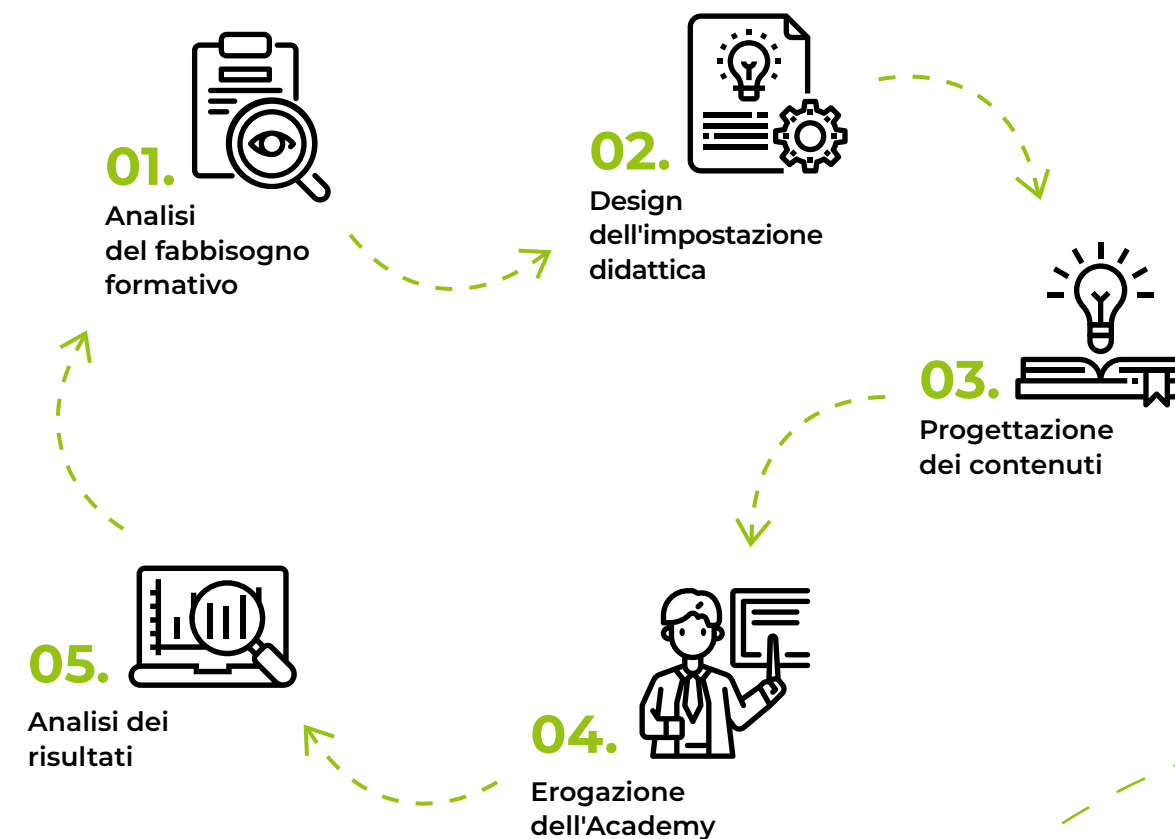 01.
Analisi
del fabbisogno
formativo
02.
Design
dell'impostazione
didattica
03.
Progettazione
dei contenuti
04.
Erogazione
dell'Academy
05.
Analisi dei
risultati